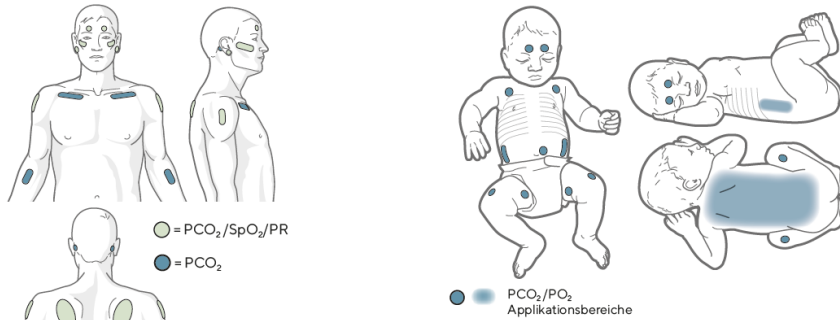 = PCO₂/SpO₂/PR
= PCO₂
PCO₂/PO₂
Applikationsbereiche